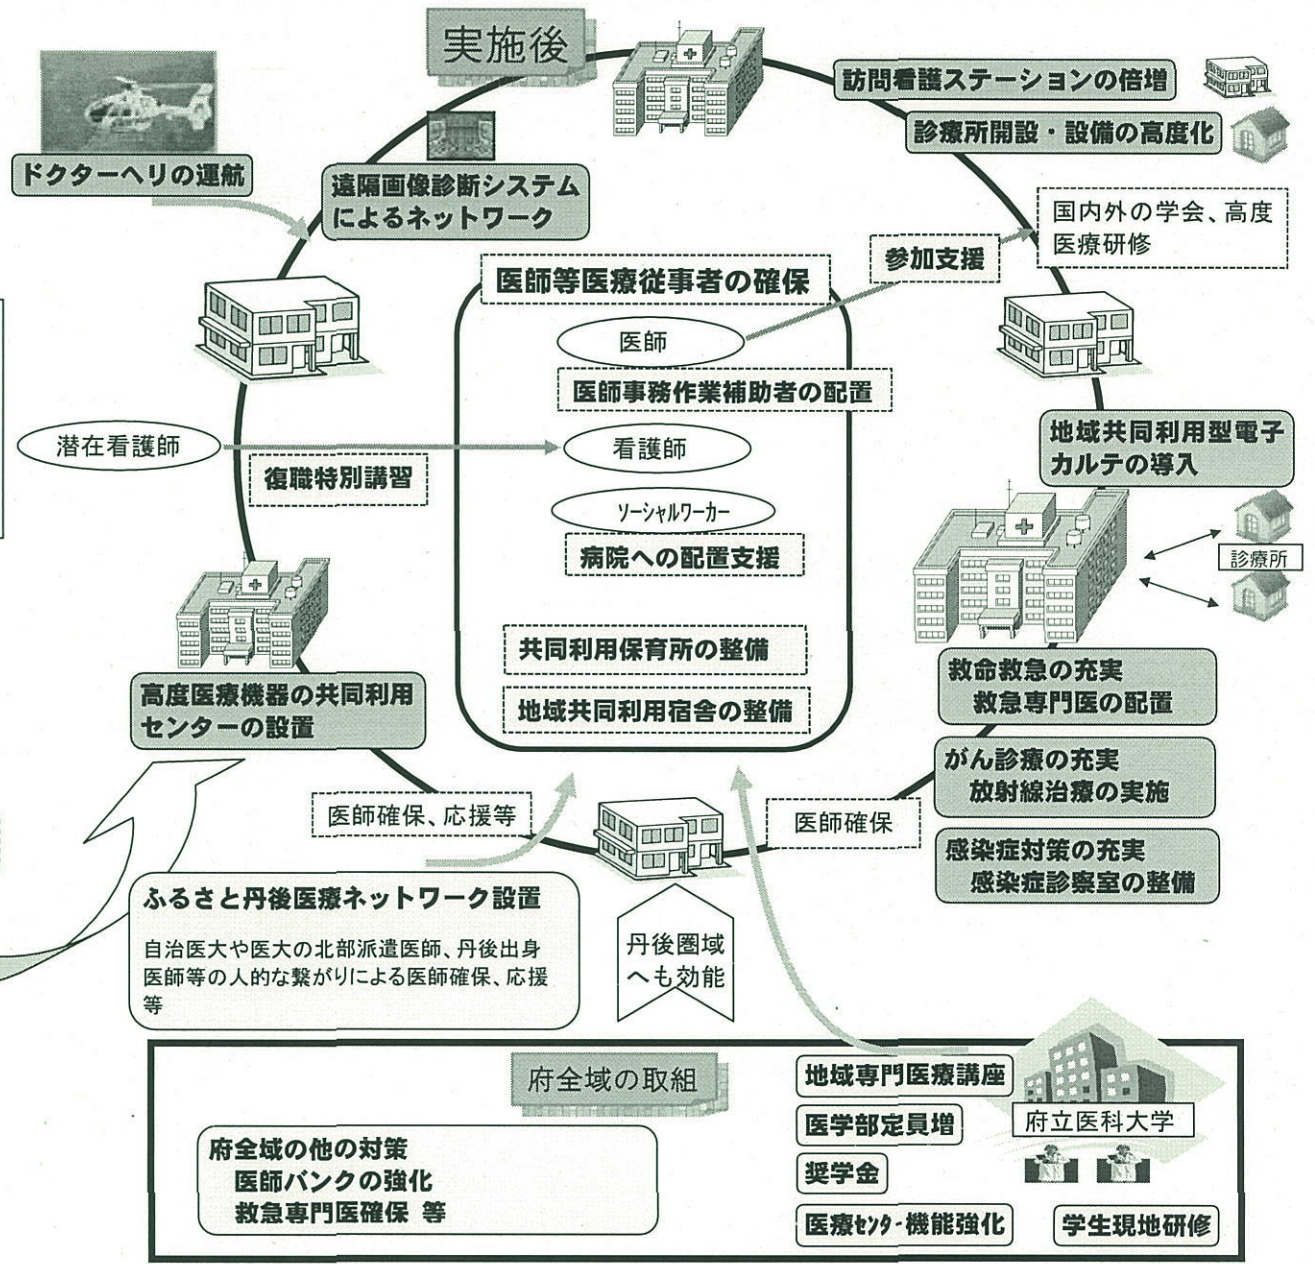 実施後
ドクターヘリの運航
遠隔画像診断システム
によるネットワーク
訪問看護ステーションの倍増
診療所開設・設備の高度化
国内外の学会、高度
医療研修
参加支援
医師等医療従事者の確保
医師
医師事務作業補助者の配置
潜在看護師
復職特別講習
看護師
ソーシャルワーカー
病院への配置支援
共同利用保育所の整備
地域共同利用宿舎の整備
地域共同利用型電子
カルテの導入
診療所
救命救急の充実
救急専門医の配置
がん診療の充実
放射線治療の実施
感染症対策の充実
感染症診察室の整備
高度医療機器の共同利用
センターの設置
医師確保、応援等
医師確保
ふるさと丹後医療ネットワーク設置
自治医大や医大の北部派遣医師、丹後出身
医師等の人的な繋がりによる医師確保、応援
等
丹後圏域
へも効能
府全域の取組
府全域の他の対策
医師バンクの強化
救急専門医確保 等
地域専門医療講座
医学部定員増
奨学金
医療センター機能強化
府立医科大学
学生現地研修